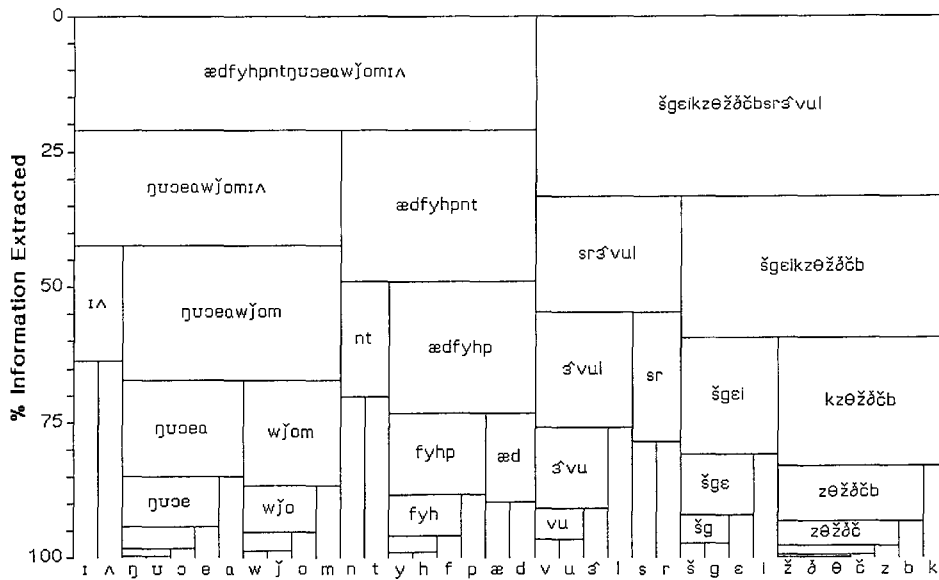 0
ædfyhpntŋʊɔeɑwǰomɪʌ
šgɛikzθžðčbsrɝvul
25
ŋʊɔeɑwǰomɪʌ
ædfyhpnt
srɝvul
šgɛikzθžðčb
% Information Extracted
50
ɪʌ
ŋʊɔeɑwǰom
nt
ædfyhp
ɝvul
sr
šgɛi
kzθžðčb
75
ŋʊɔeɑ
wǰom
fyhp
æd
ɝvu
šgɛ
zθžðčb
ŋʊɔe
wǰo
fyh
vu
šg
zθžðč
100
ɪ ʌ ŋ ʊ ɔ e ɑ w ǰ o m n t y h f p æ d v u ɝ l s r š g ɛ i ž ð θ č z b k